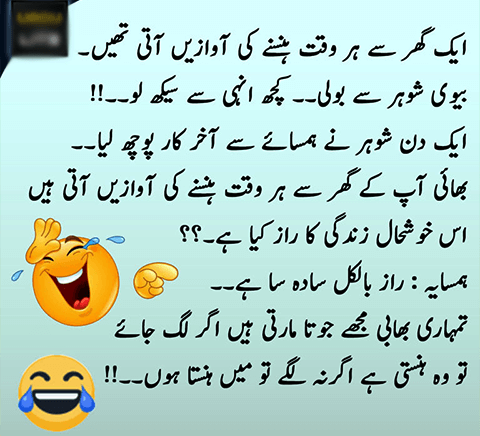 ایک گھر سے ہر وقت ہنسنے کی آوازیں آتی تھیں۔
بیوی شوہر سے بولی۔۔ کچھ انہی سے سیکھ لو۔۔!!
ایک دن شوہر نے ہمسائے سے آخر کار پوچھ لیا۔۔
بھائی آپ کے گھر سے ہر وقت ہنسنے کی آوازیں آتی ہیں
اس خوشحال زندگی کا راز کیا ہے۔؟؟
ہمسایہ : راز بالکل سادہ سا ہے۔۔
تمہاری بھابی مجھے جوتا مارتی ہیں اگر لگ جائے
تو وہ ہنستی ہے اگر نہ لگے تو میں ہنستا ہوں۔۔!!